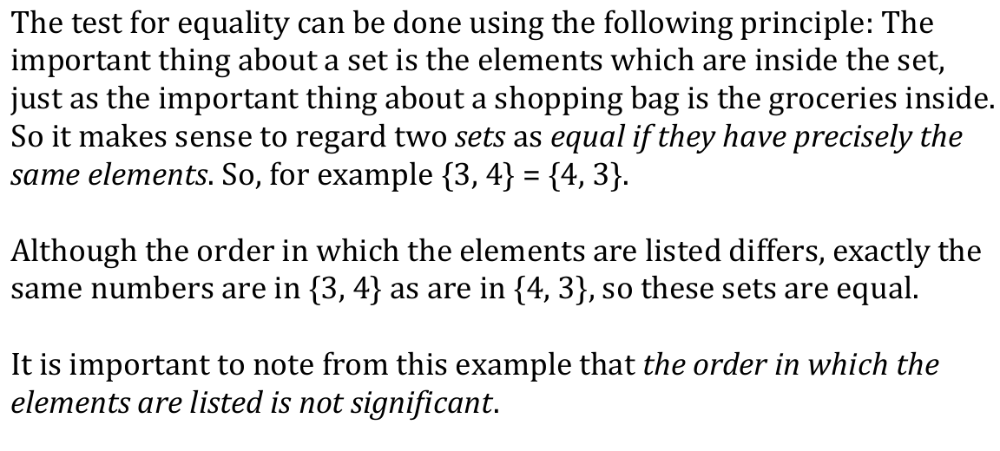 The test for equality can be done using the following principle: The
important thing about a set is the elements which are inside the set,
just as the important thing about a shopping bag is the groceries inside.
So it makes sense to regard two sets as equal if they have precisely the
same elements. So, for example {3, 4} = {4, 3}.
Although the order in which the elements are listed differs, exactly the
same numbers are in {3, 4} as are in {4, 3}, so these sets are equal.
It is important to note from this example that the order in which the
elements are listed is not significant.